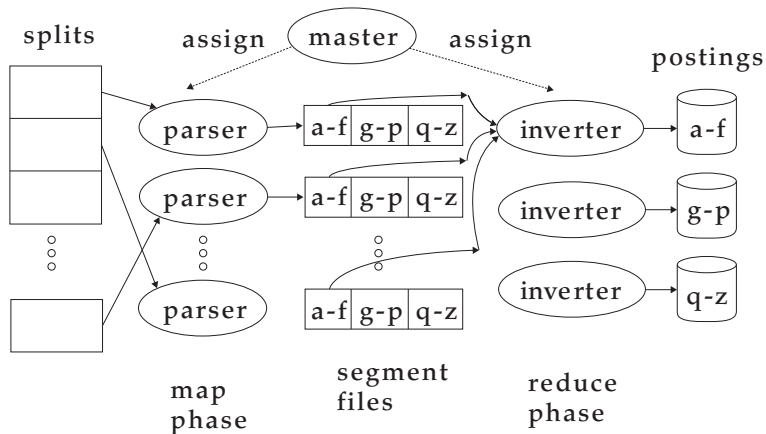 splits
assign
master
assign
postings
parser
a-f g-p q-z
inverter
a-f
parser
a-f g-p q-z
inverter
g-p
parser
a-f g-p q-z
inverter
q-z
map
phase
segment
files
reduce
phase